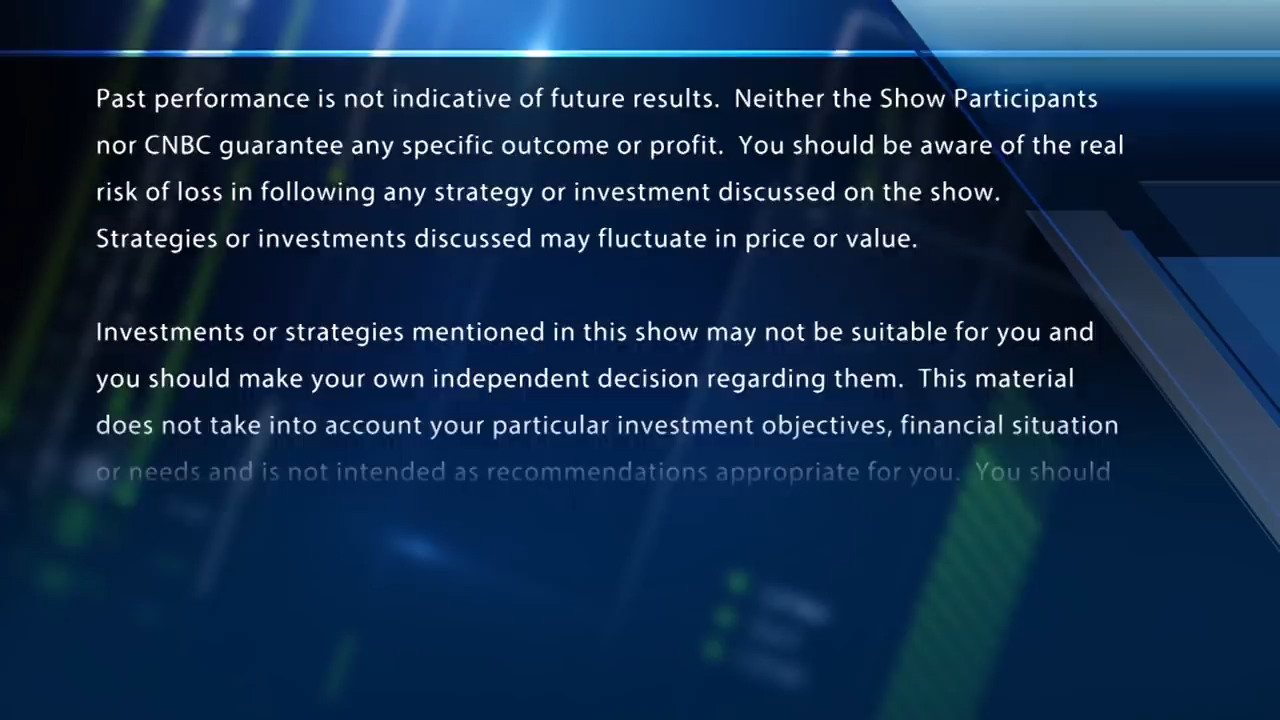 Past performance is not indicative of future results.  Neither the Show Participants
nor CNBC guarantee any specific outcome or profit.  You should be aware of the real
risk of loss in following any strategy or investment discussed on the show.
Strategies or investments discussed may fluctuate in price or value.
Investments or strategies mentioned in this show may not be suitable for you and
you should make your own independent decision regarding them.  This material
does not take into account your particular investment objectives, financial situation
or needs and is not intended as recommendations appropriate for you.  You should